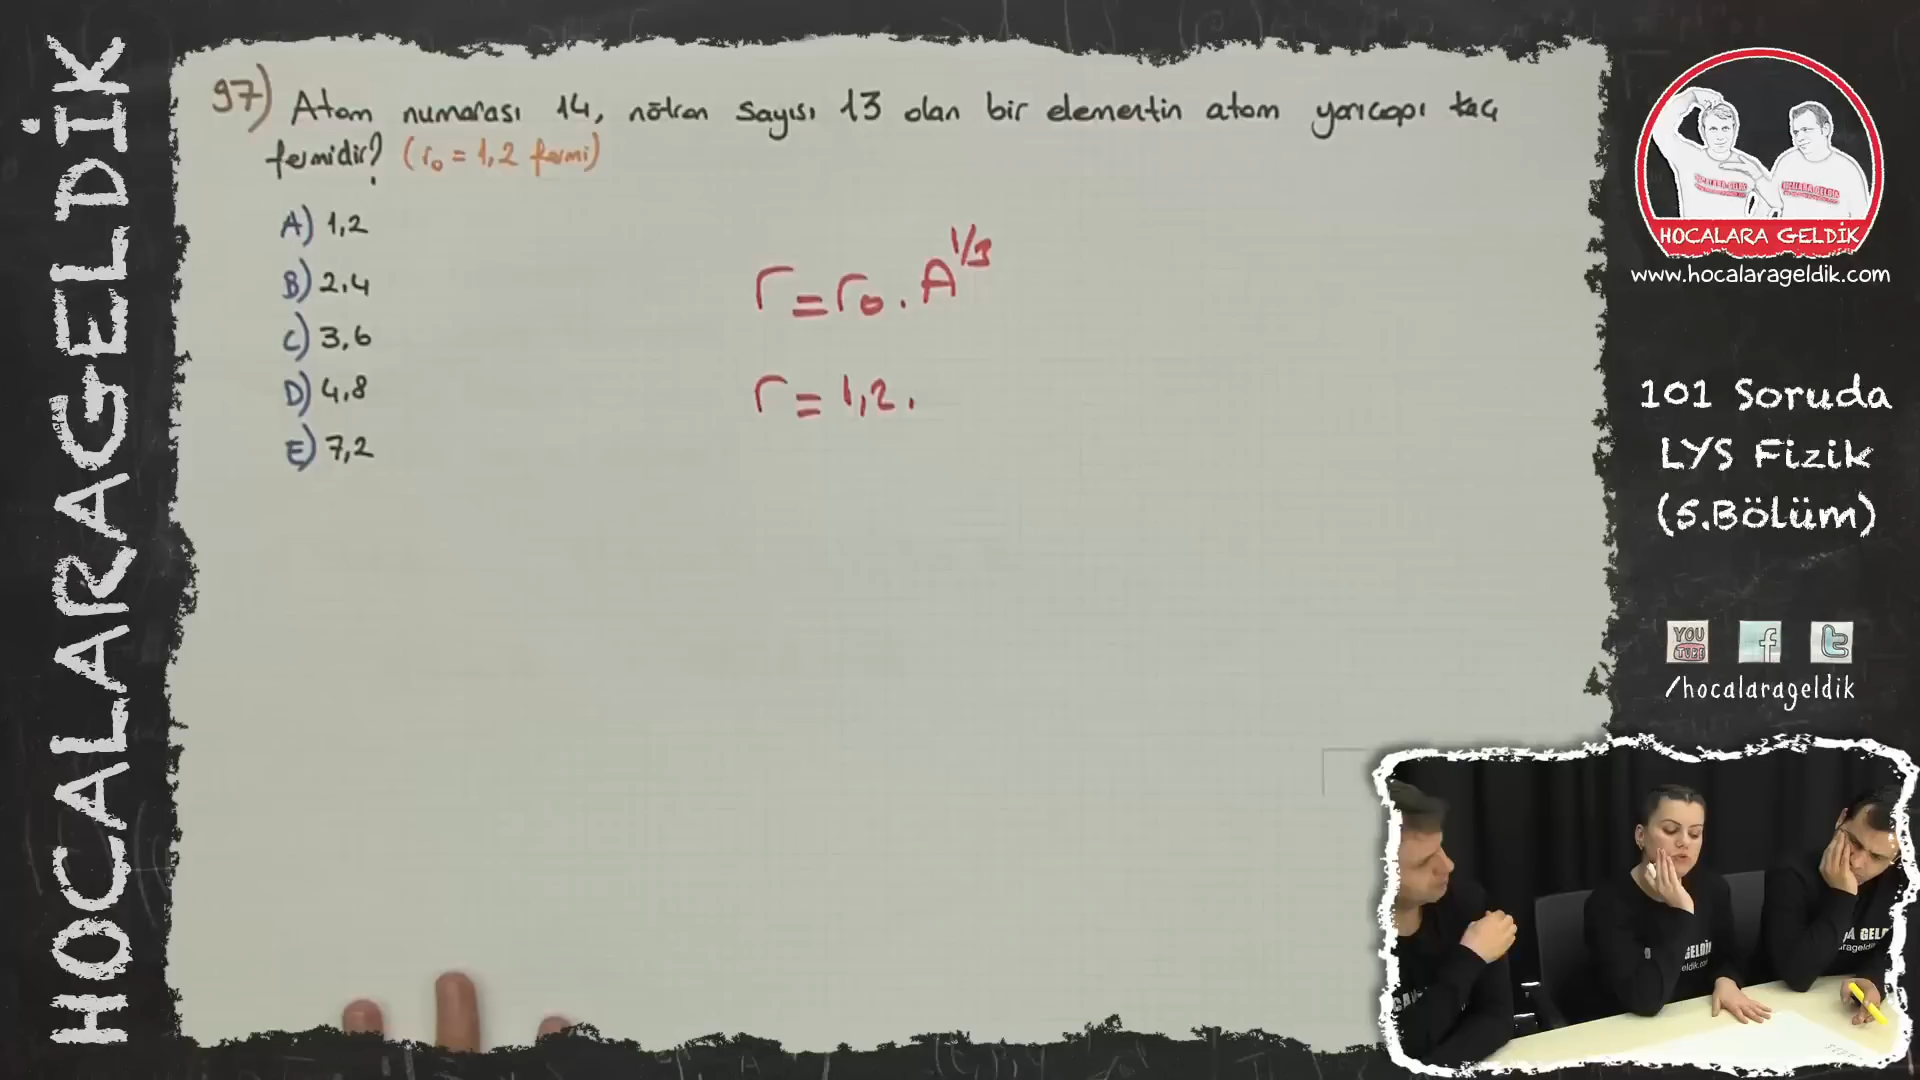 HOCALARAGELDİK
97) Atom numarası 14, nötron sayısı 13 olan bir elementin atom yarıçapı kaç
fermidir? (r₀ = 1,2 fermi)
A) 1,2
B) 2,4
C) 3,6
D) 4,8
E) 7,2
r = r₀ . A^1/3
r = 1,2 .
HOCALARA GELDİK
www.hocalarageldik.com
101 Soruda
LYS Fizik
(5.Bölüm)
YOU
TUBE
f
t
/hocalarageldik